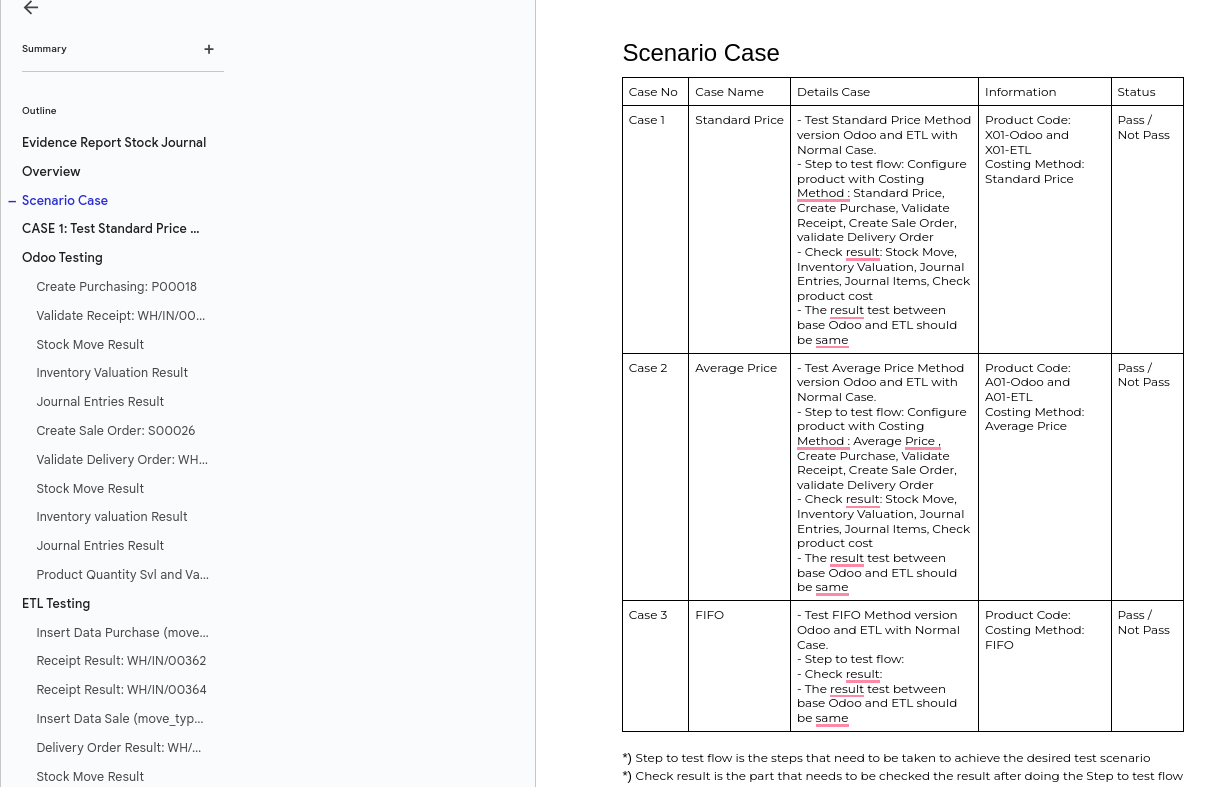 Summary
+
Outline
Evidence Report Stock Journal
Overview
– Scenario Case
CASE 1: Test Standard Price ...
Odoo Testing
Create Purchasing: P00018
Validate Receipt: WH/IN/00...
Stock Move Result
Inventory Valuation Result
Journal Entries Result
Create Sale Order: S00026
Validate Delivery Order: WH...
Stock Move Result
Inventory valuation Result
Journal Entries Result
Product Quantity Svl and Va...
ETL Testing
Insert Data Purchase (move...
Receipt Result: WH/IN/00362
Receipt Result: WH/IN/00364
Insert Data Sale (move_typ...
Delivery Order Result: WH/...
Stock Move Result
Scenario Case
Case No
Case Name
Details Case
Information
Status
Case 1
Standard Price
- Test Standard Price Method
version Odoo and ETL with
Normal Case.
- Step to test flow: Configure
product with Costing
Method : Standard Price,
Create Purchase, Validate
Receipt, Create Sale Order,
validate Delivery Order
- Check result: Stock Move,
Inventory Valuation, Journal
Entries, Journal Items, Check
product cost
- The result test between
base Odoo and ETL should
be same
Product Code:
X01-Odoo and
X01-ETL
Costing Method:
Standard Price
Pass /
Not Pass
Case 2
Average Price
- Test Average Price Method
version Odoo and ETL with
Normal Case.
- Step to test flow: Configure
product with Costing
Method : Average Price ,
Create Purchase, Validate
Receipt, Create Sale Order,
validate Delivery Order
- Check result: Stock Move,
Inventory Valuation, Journal
Entries, Journal Items, Check
product cost
- The result test between
base Odoo and ETL should
be same
Product Code:
A01-Odoo and
A01-ETL
Costing Method:
Average Price
Pass /
Not Pass
Case 3
FIFO
- Test FIFO Method version
Odoo and ETL with Normal
Case.
- Step to test flow:
- Check result:
- The result test between
base Odoo and ETL should
be same
Product Code:
Costing Method:
FIFO
Pass /
Not Pass
*) Step to test flow is the steps that need to be taken to achieve the desired test scenario
*) Check result is the part that needs to be checked the result after doing the Step to test flow